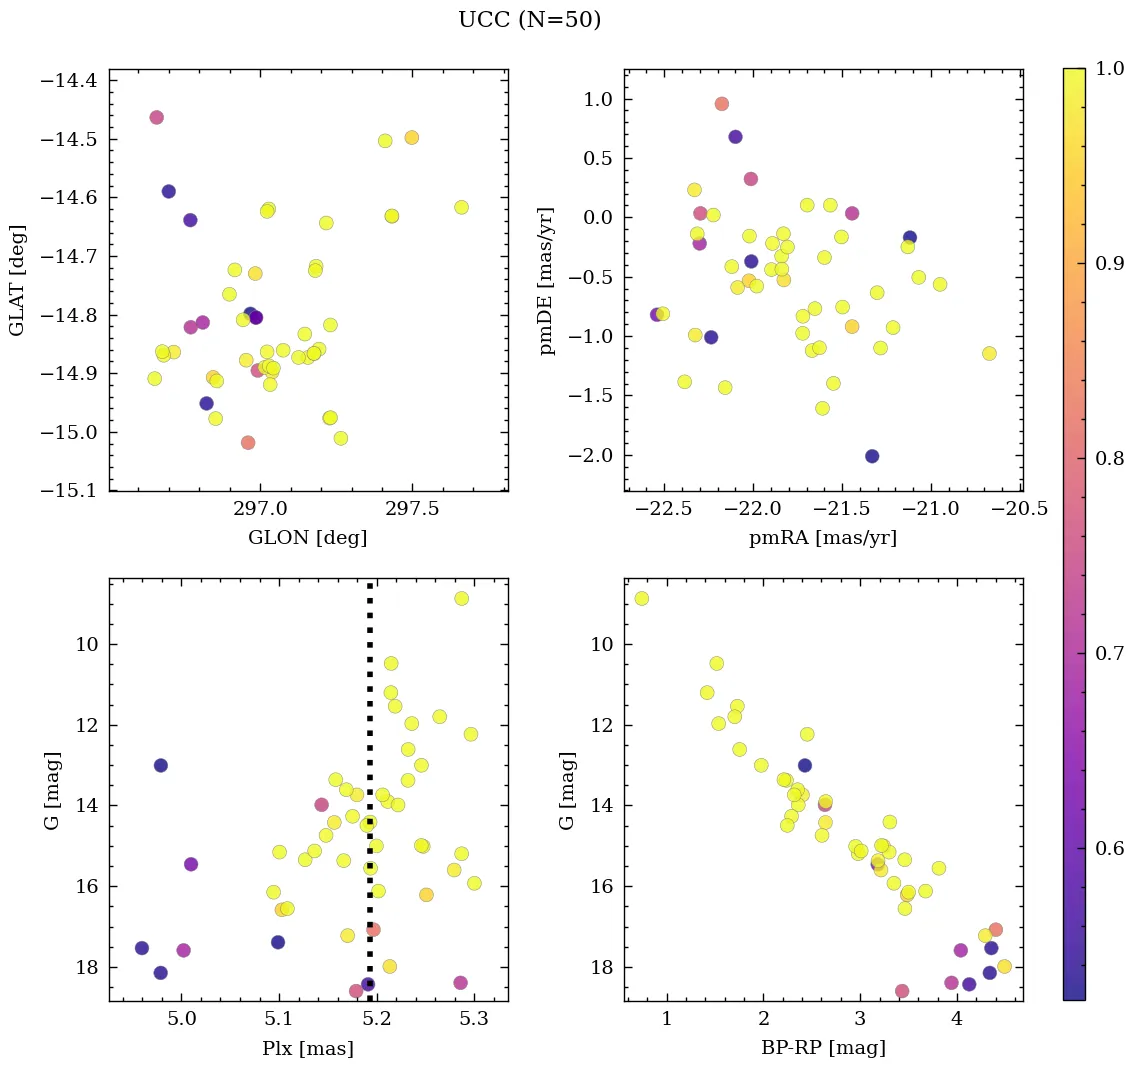 UCC (N=50)
−14.4
−14.5
−14.6
−14.7
−14.8
−14.9
−15.0
−15.1
GLAT [deg]
297.0 297.5
GLON [deg]
1.0
0.5
0.0
−0.5
−1.0
−1.5
−2.0
pmDE [mas/yr]
−22.5 −22.0 −21.5 −21.0 −20.5
pmRA [mas/yr]
10
12
14
16
18
G [mag]
5.0 5.1 5.2 5.3
Plx [mas]
10
12
14
16
18
G [mag]
1 2 3 4
BP-RP [mag]
1.0
0.9
0.8
0.7
0.6